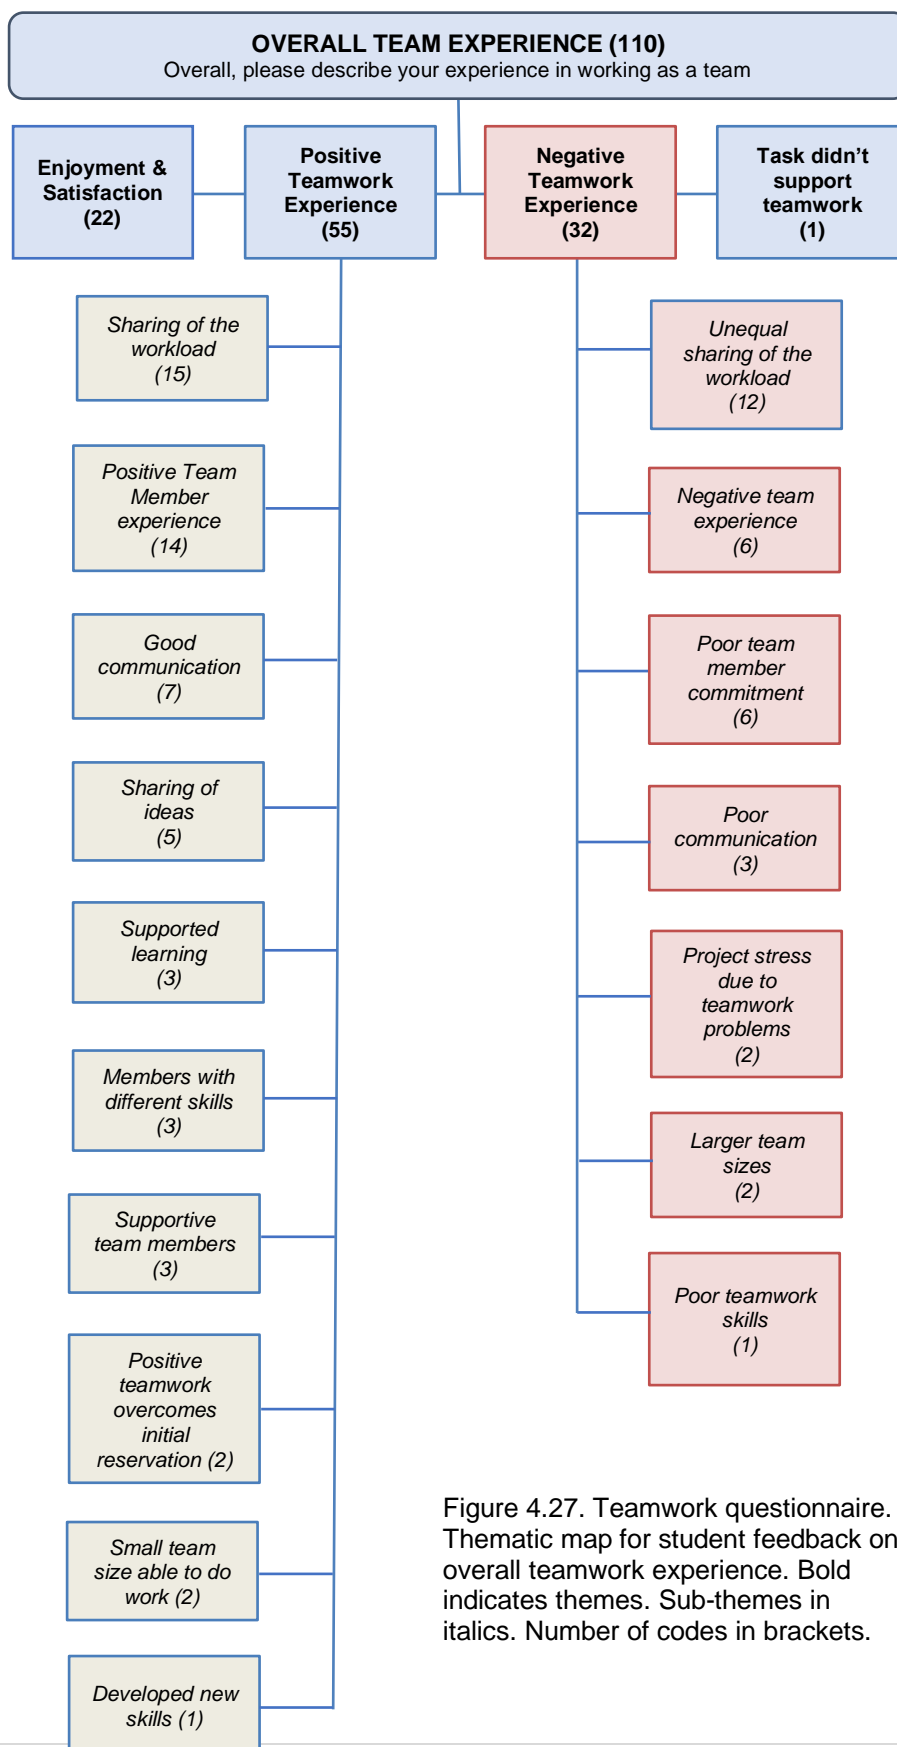 OVERALL TEAM EXPERIENCE (110)
Overall, please describe your experience in working as a team
Enjoyment &
Satisfaction
(22)
Positive
Teamwork
Experience
(55)
Negative
Teamwork
Experience
(32)
Task didn't
support
teamwork
(1)
Sharing of the
workload
(15)
Positive Team
Member
experience
(14)
Good
communication
(7)
Sharing of
ideas
(5)
Supported
learning
(3)
Members with
different skills
(3)
Supportive
team members
(3)
Positive
teamwork
overcomes
initial
reservation (2)
Small team
size able to do
work (2)
Developed new
skills (1)
Unequal
sharing of the
workload
(12)
Negative team
experience
(6)
Poor team
member
commitment
(6)
Poor
communication
(3)
Project stress
due to
teamwork
problems
(2)
Larger team
sizes
(2)
Poor teamwork
skills
(1)
Figure 4.27. Teamwork questionnaire.
Thematic map for student feedback on
overall teamwork experience. Bold
indicates themes. Sub-themes in
italics. Number of codes in brackets.